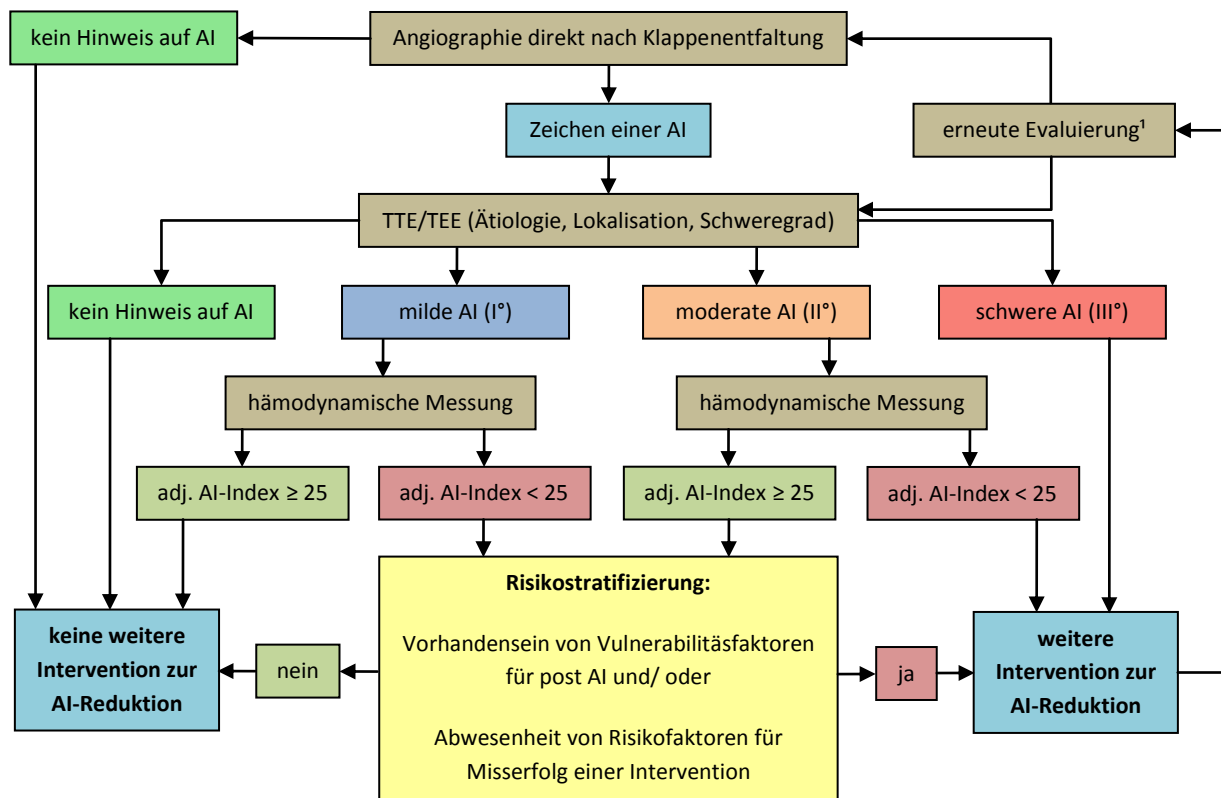 kein Hinweis auf AI
Angiographie direkt nach Klappenentfaltung
Zeichen einer AI
erneute Evaluierung¹
TTE/TEE (Ätiologie, Lokalisation, Schweregrad)
kein Hinweis auf AI
milde AI (I°)
moderate AI (II°)
schwere AI (III°)
hämodynamische Messung
hämodynamische Messung
adj. AI-Index ≥ 25
adj. AI-Index < 25
adj. AI-Index ≥ 25
adj. AI-Index < 25
keine weitere
Intervention zur
AI-Reduktion
nein
Risikostratifizierung:
Vorhandensein von Vulnerabilitäsfaktoren
für post AI und/ oder
Abwesenheit von Risikofaktoren für
Misserfolg einer Intervention
ja
weitere
Intervention zur
AI-Reduktion